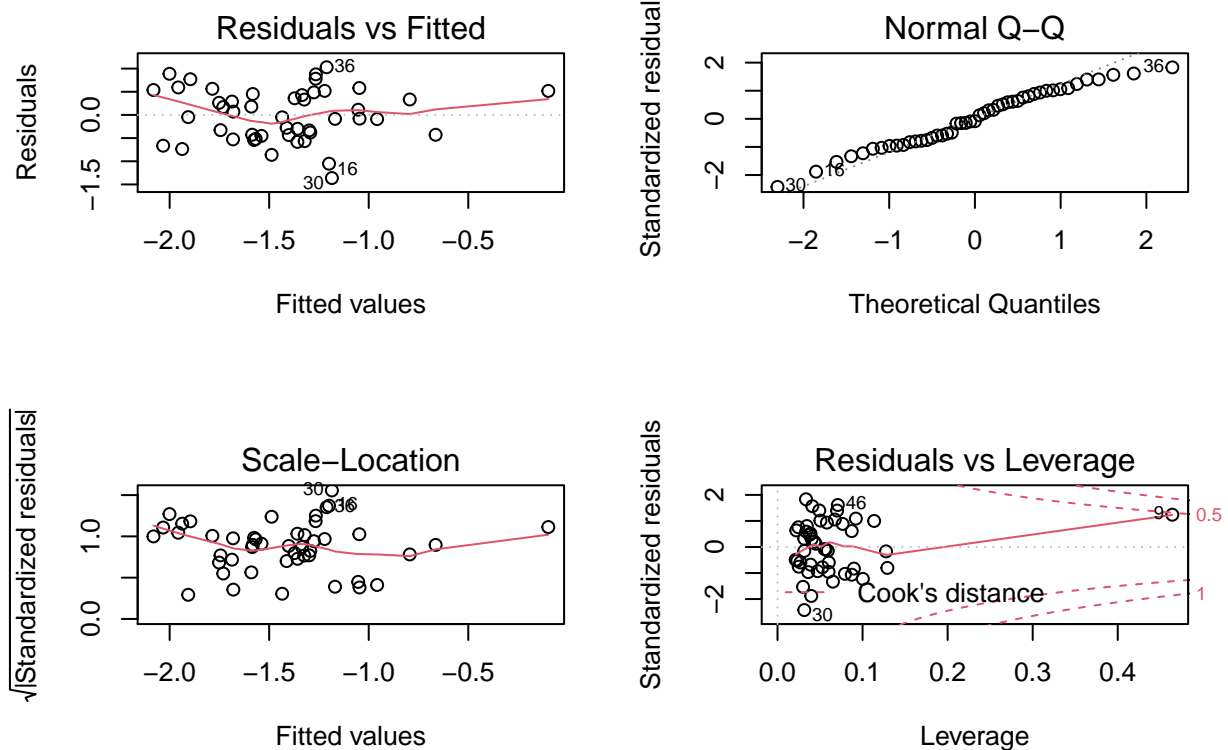 Residuals vs Fitted
Residuals
0.0
−1.5
36
16
30
−2.0 −1.5 −1.0 −0.5
Fitted values
Normal Q−Q
Standardized residuals
2
0
−2
36
16
30
−2 −1 0 1 2
Theoretical Quantiles
Scale−Location
√|Standardized residuals|
1.0
0.0
30
16
36
−2.0 −1.5 −1.0 −0.5
Fitted values
Residuals vs Leverage
Standardized residuals
2
0
−2
46
9
0.5
1
Cook's distance
30
0.0 0.1 0.2 0.3 0.4
Leverage